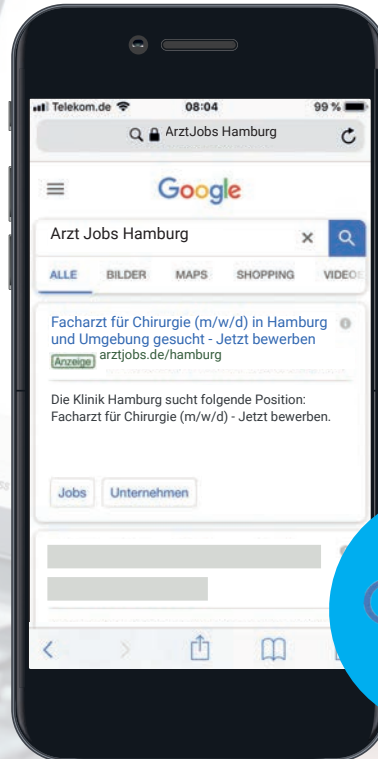 Telekom.de 08:04 99 %
ArztJobs Hamburg
Google
Arzt Jobs Hamburg
ALLE BILDER MAPS SHOPPING VIDEOS
Facharzt für Chirurgie (m/w/d) in Hamburg
und Umgebung gesucht - Jetzt bewerben
Anzeige arztjobs.de/hamburg
Die Klinik Hamburg sucht folgende Position:
Facharzt für Chirurgie (m/w/d) - Jetzt bewerben.
Jobs Unternehmen